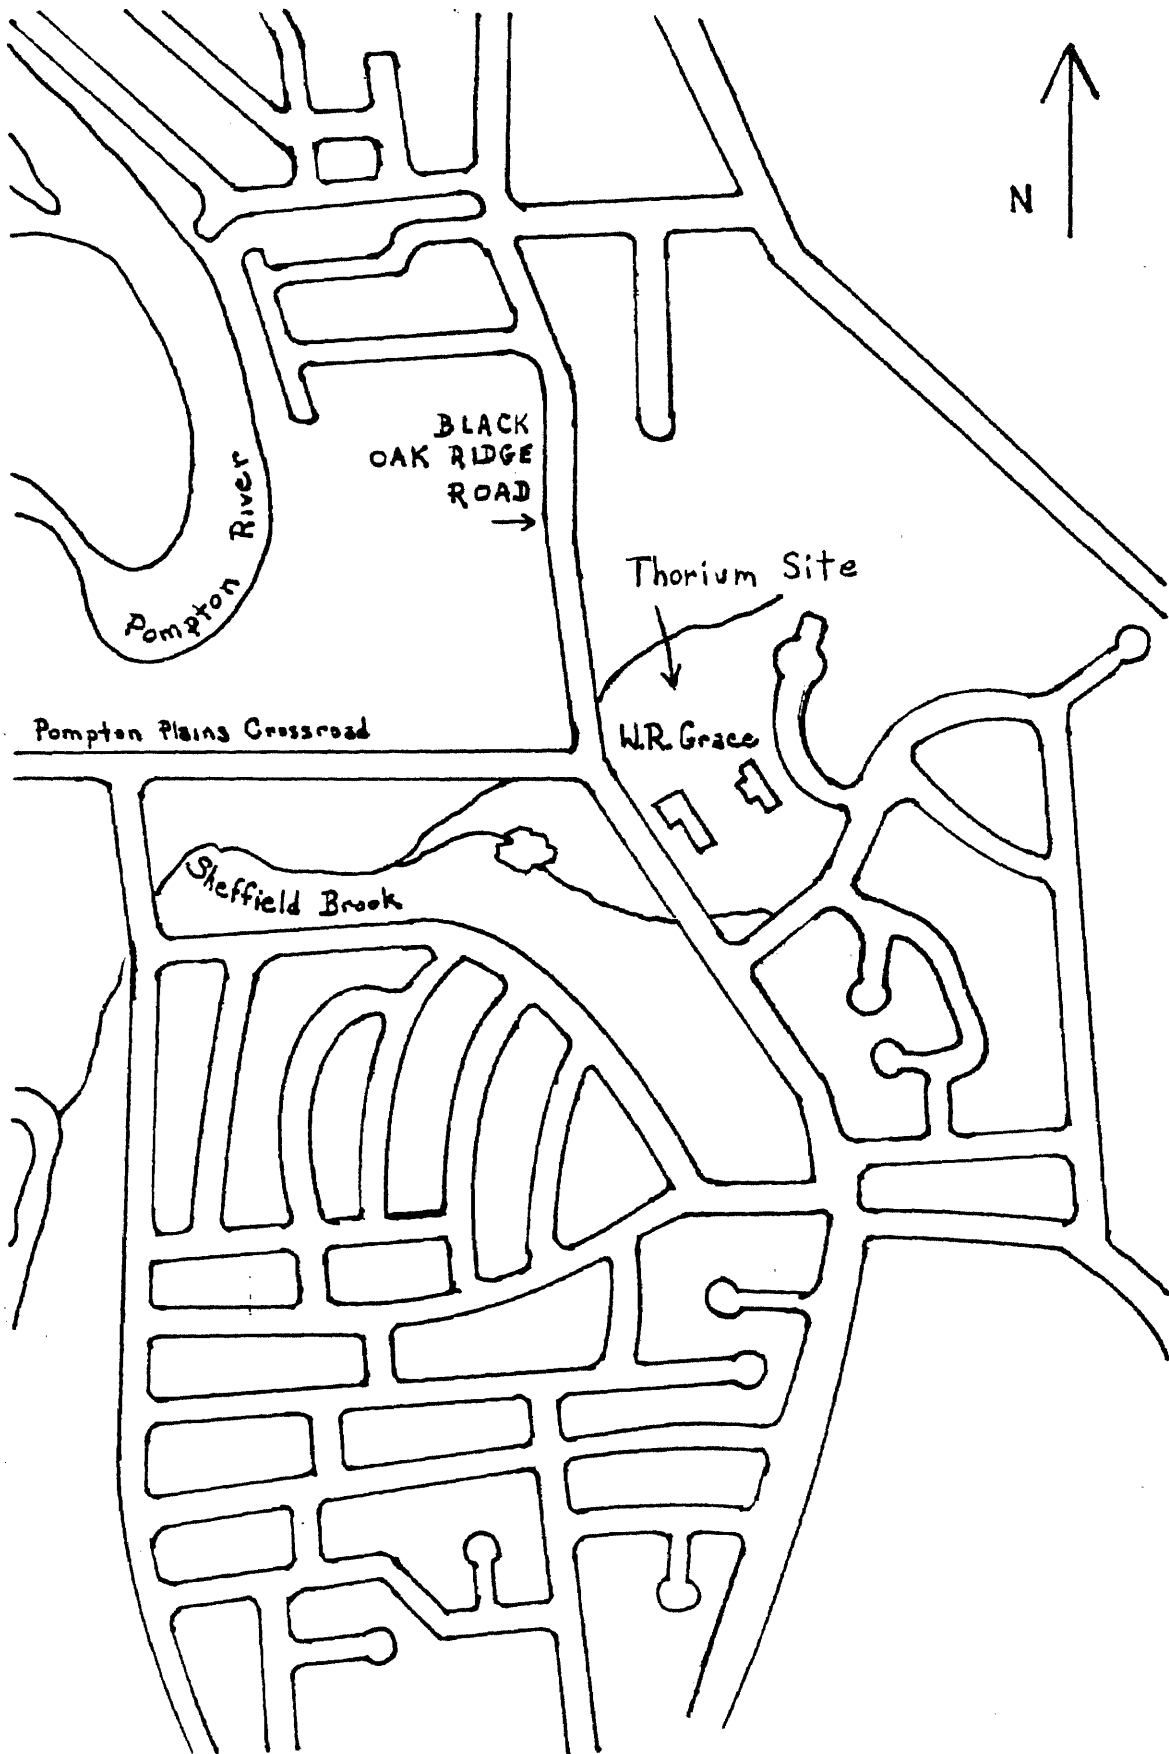 N
BLACK
OAK RIDGE
ROAD
Pompton River
Thorium Site
Pompton Plains Crossroad
W.R. Grace
Sheffield Brook